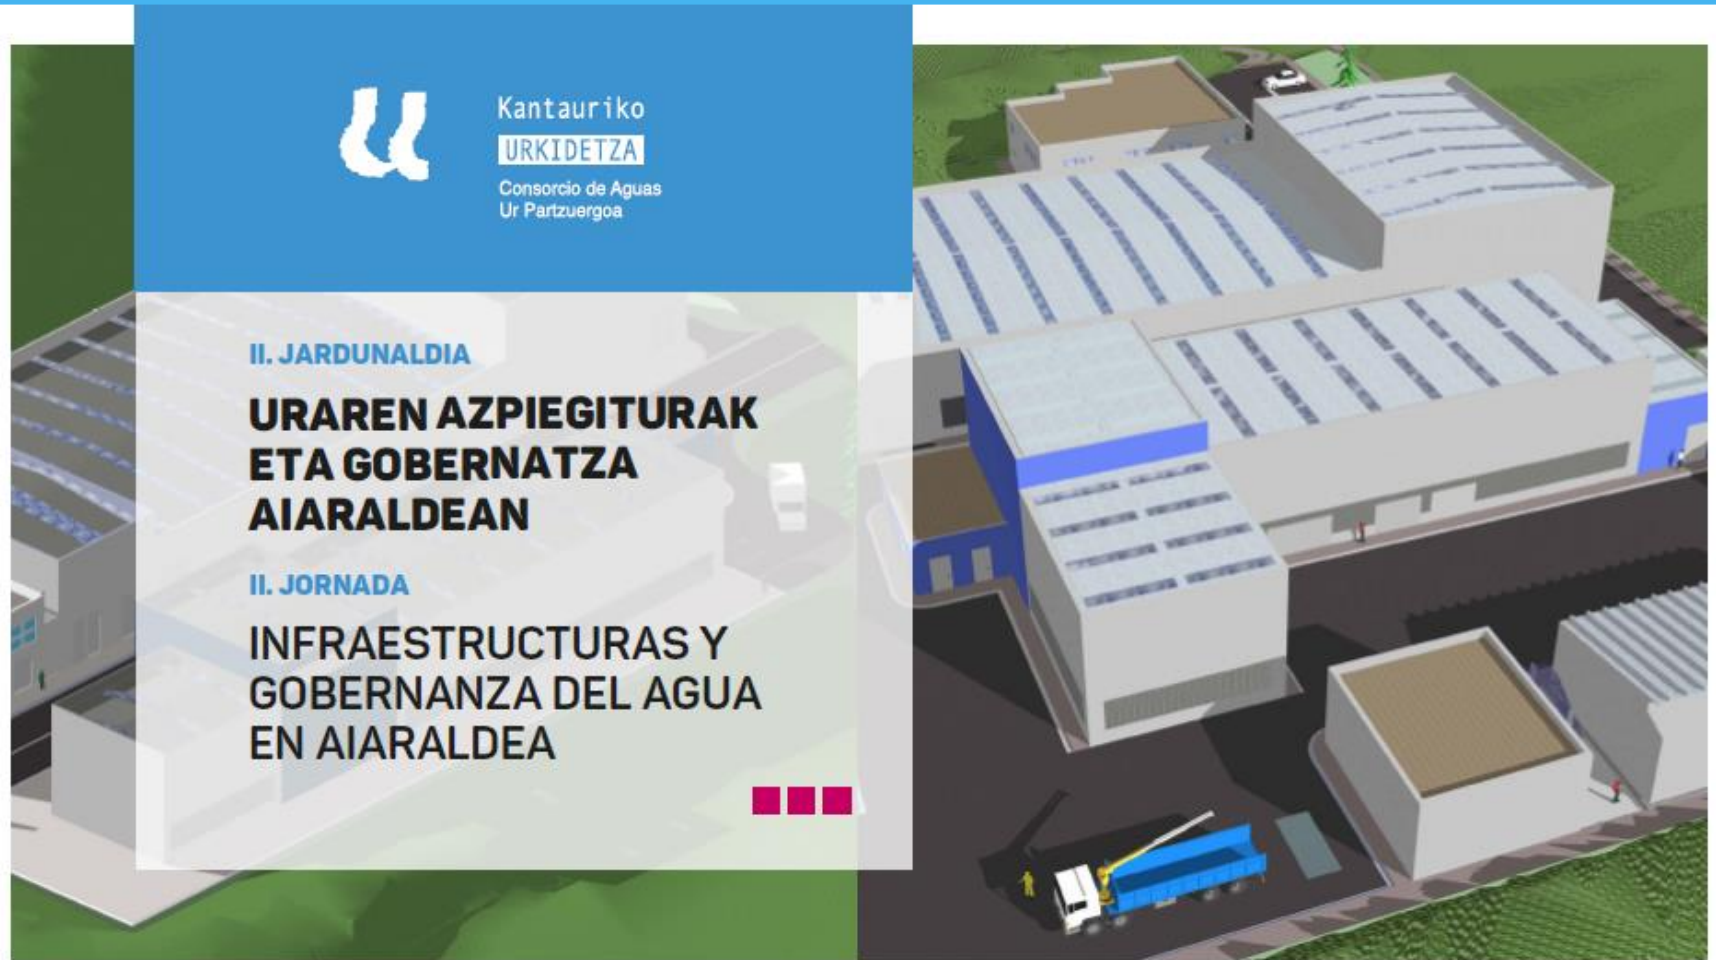 Kantauriko
URKIDETZA
Consorcio de Aguas
Ur Partzuergoa
II. JARDUNALDIA
URAREN AZPIEGITURAK
ETA GOBERNATZA
AIARALDEAN
II. JORNADA
INFRAESTRUCTURAS Y
GOBERNANZA DEL AGUA
EN AIARALDEA